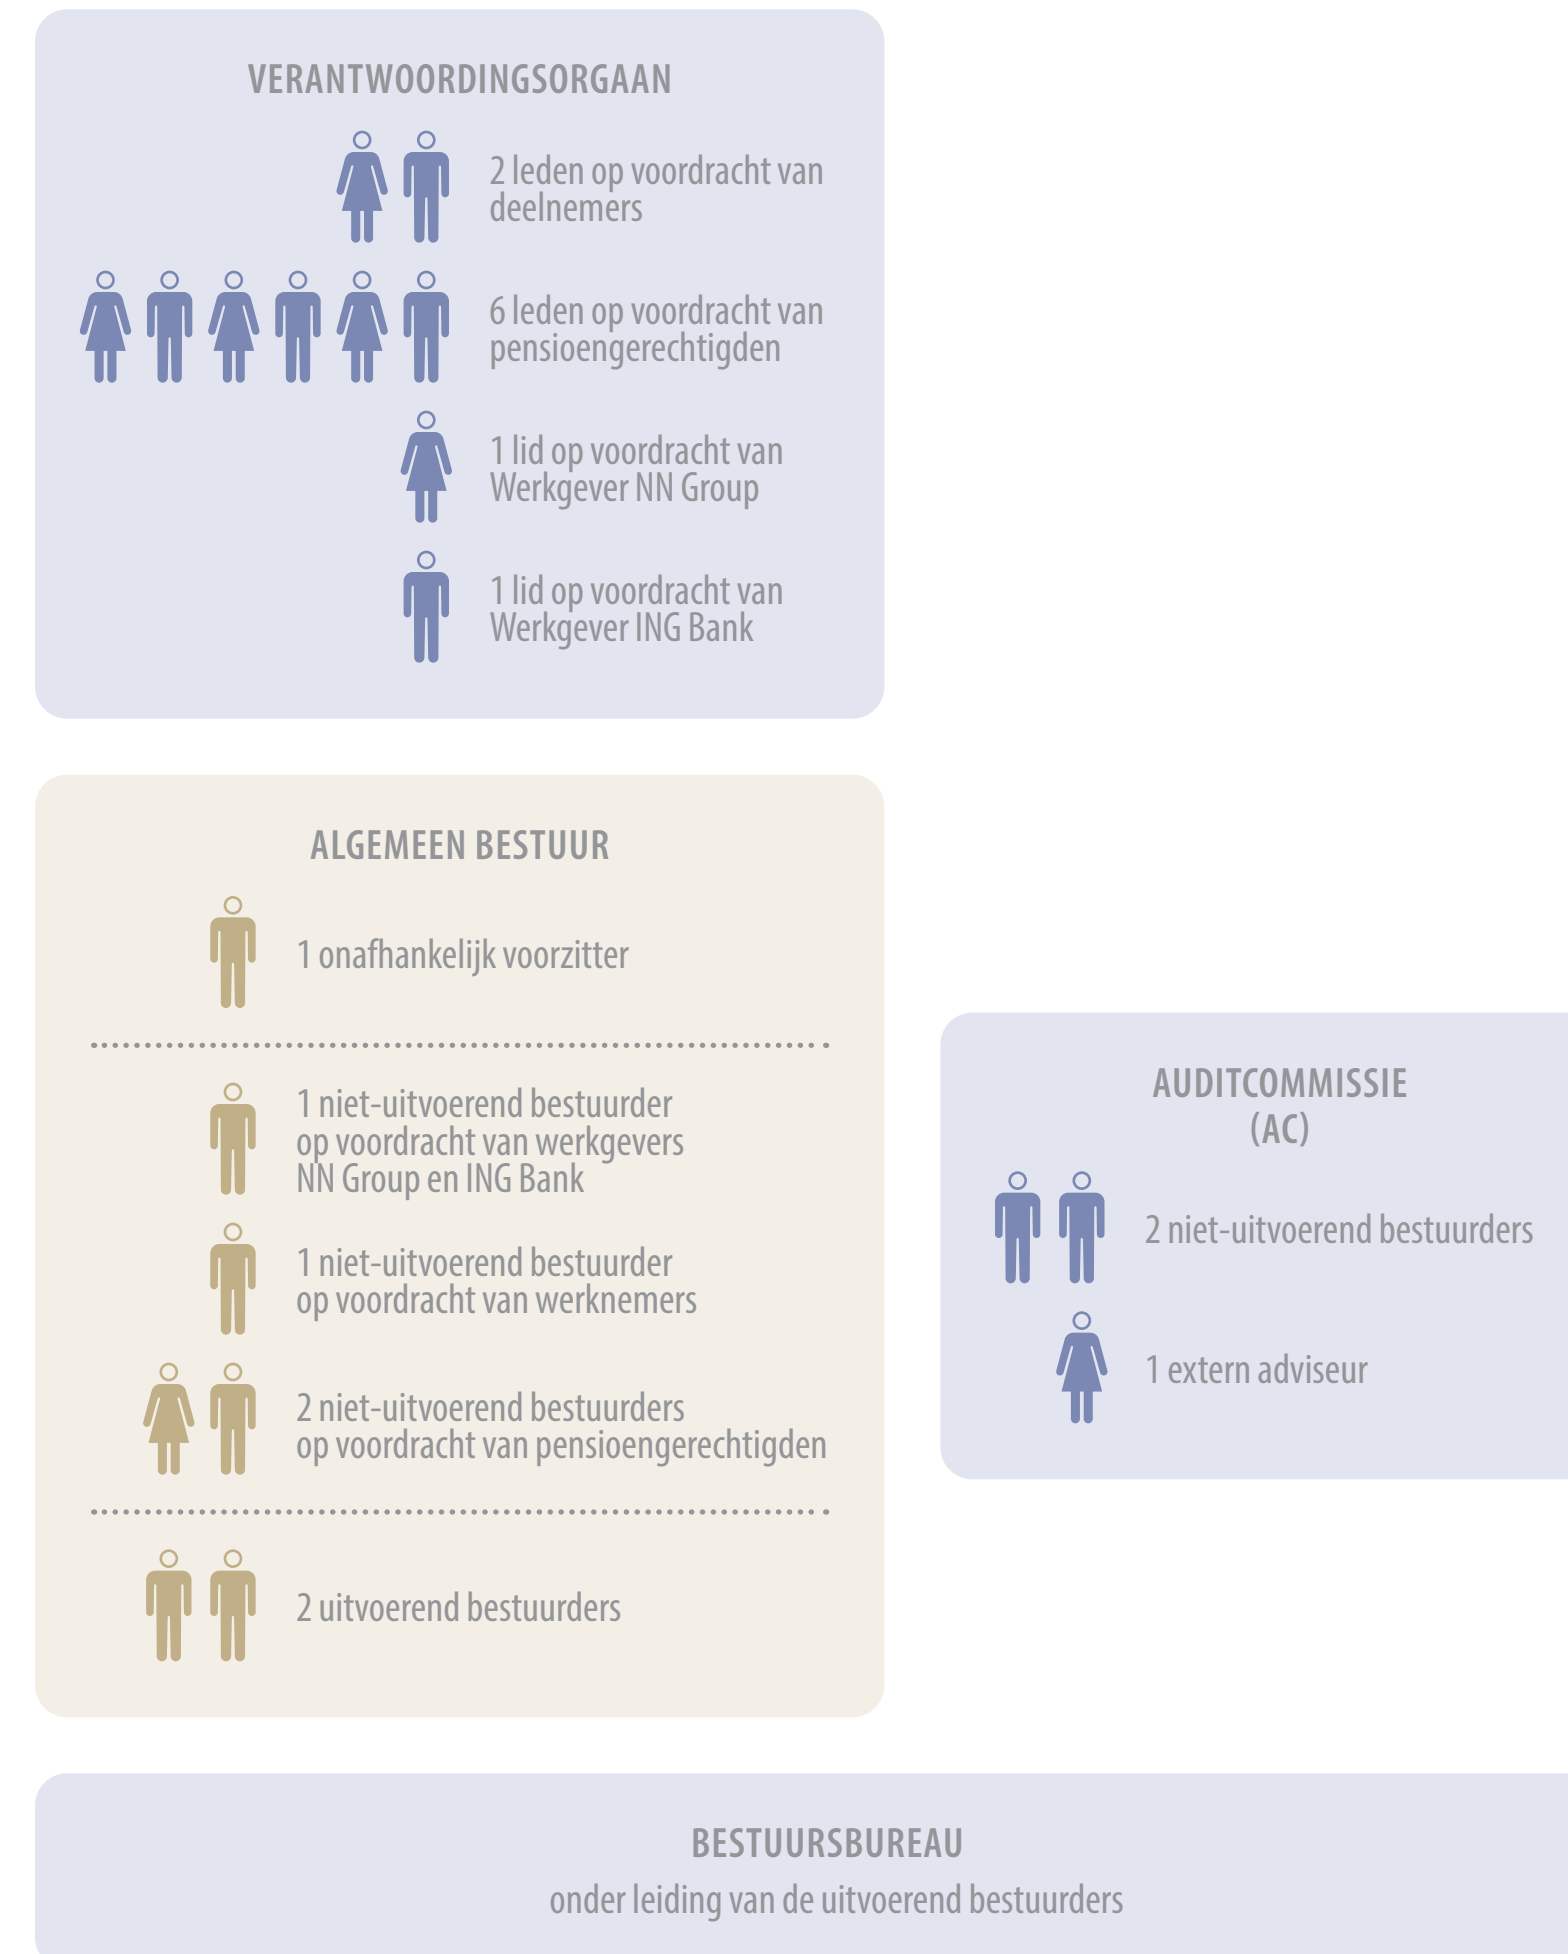 VERANTWOORDINGSORGAAN
2 leden op voordracht van
deelnemers
6 leden op voordracht van
pensioengerechtigden
1 lid op voordracht van
Werkgever NN Group
1 lid op voordracht van
Werkgever ING Bank
ALGEMEEN BESTUUR
1 onafhankelijk voorzitter
1 niet-uitvoerend bestuurder
op voordracht van werkgevers
NN Group en ING Bank
1 niet-uitvoerend bestuurder
op voordracht van werknemers
2 niet-uitvoerend bestuurders
op voordracht van pensioengerechtigden
2 uitvoerend bestuurders
AUDITCOMMISSIE
(AC)
2 niet-uitvoerend bestuurders
1 extern adviseur
BESTUURSBUREAU
onder leiding van de uitvoerend bestuurders